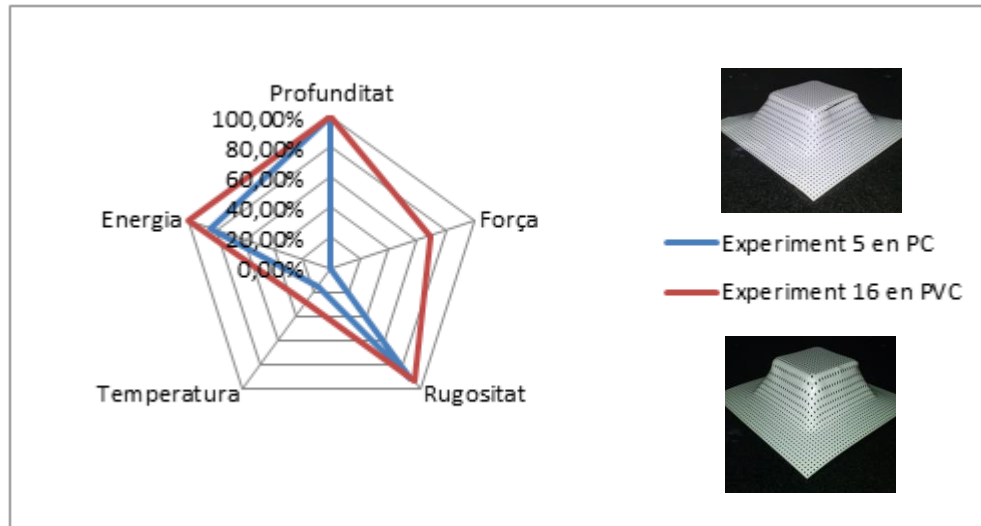 Profunditat
100,00%
80,00%
60,00%
40,00%
20,00%
0,00%
Energia
Força
Temperatura
Rugositat
Experiment 5 en PC
Experiment 16 en PVC